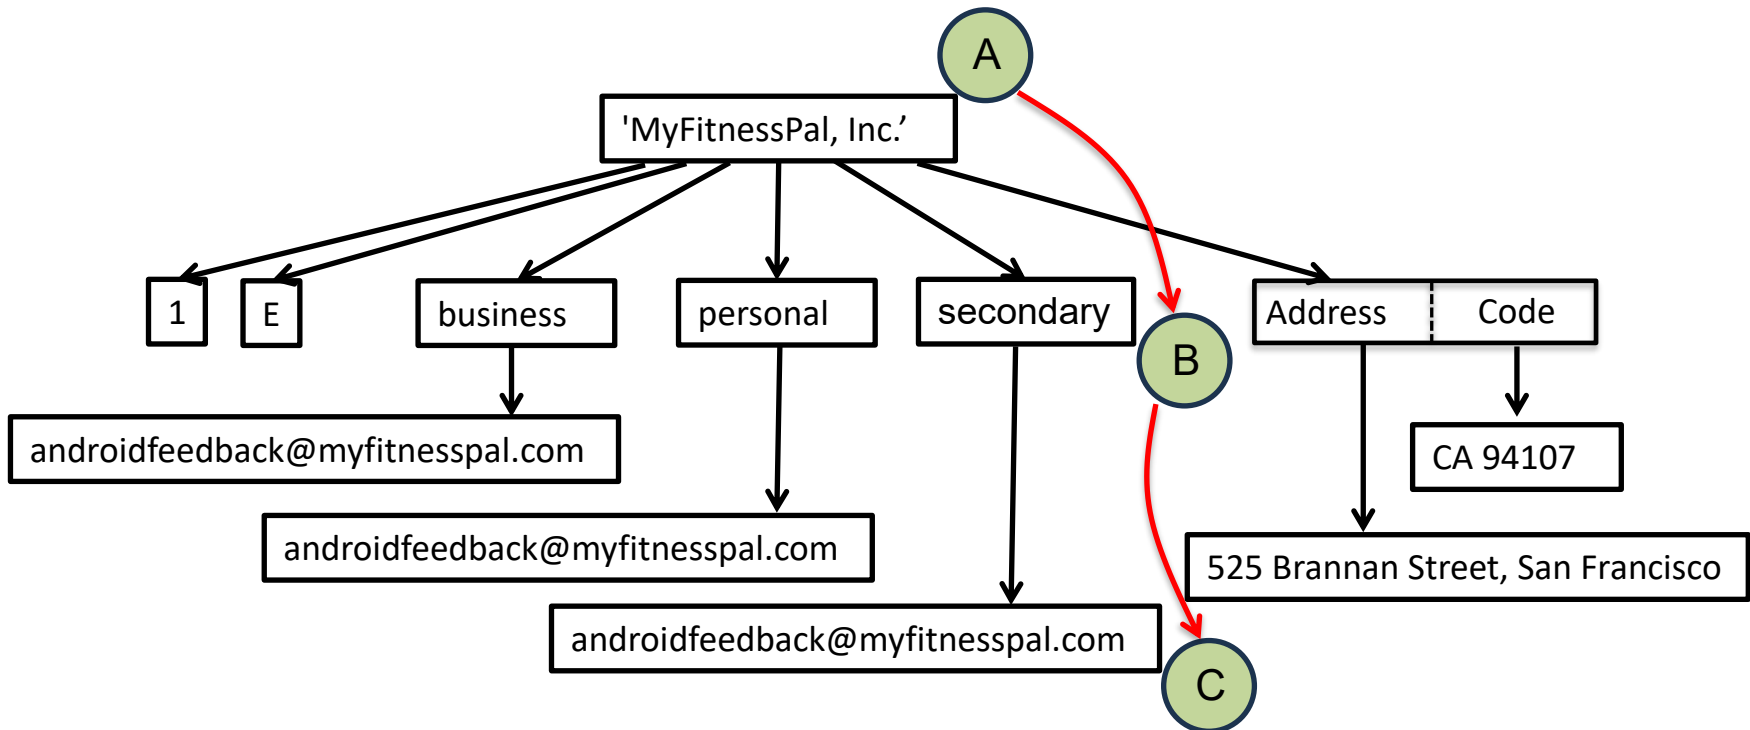 A
'MyFitnessPal, Inc.’
1
E
business
personal
secondary
Address
Code
B
androidfeedback@myfitnesspal.com
CA 94107
androidfeedback@myfitnesspal.com
525 Brannan Street, San Francisco
androidfeedback@myfitnesspal.com
C